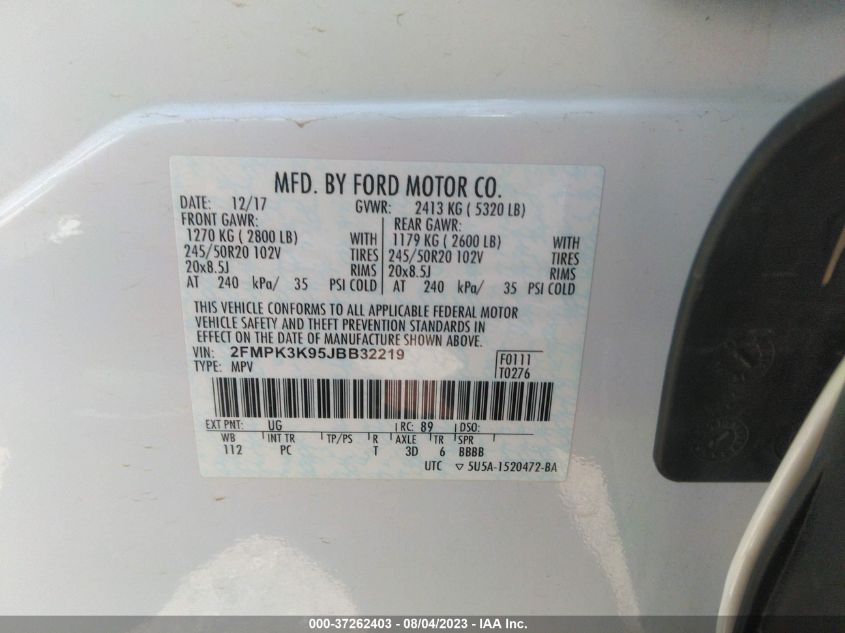 MFD. BY FORD MOTOR CO.
DATE: 12/17 GVWR: 2413 KG ( 5320 LB)
FRONT GAWR: REAR GAWR:
1270 KG ( 2800 LB) WITH 1179 KG ( 2600 LB) WITH
245/50R20 102V TIRES 245/50R20 102V TIRES
20x8.5J RIMS 20x8.5J RIMS
AT 240 kPa/ 35 PSI COLD AT 240 kPa/ 35 PSI COLD
THIS VEHICLE CONFORMS TO ALL APPLICABLE FEDERAL MOTOR
VEHICLE SAFETY AND THEFT PREVENTION STANDARDS IN
EFFECT ON THE DATE OF MANUFACTURE SHOWN ABOVE.
VIN: 2FMPK3K95JBB32219 F0111
TYPE: MPV T0276
EXT PNT: UG RC: 89 DSO:
WB INT TR TP/PS R AXLE TR SPR
112 PC T 3D 6 BBBB
UTC ▽ 5U5A-1520472-BA
000-37262403 - 08/04/2023 - IAA Inc.